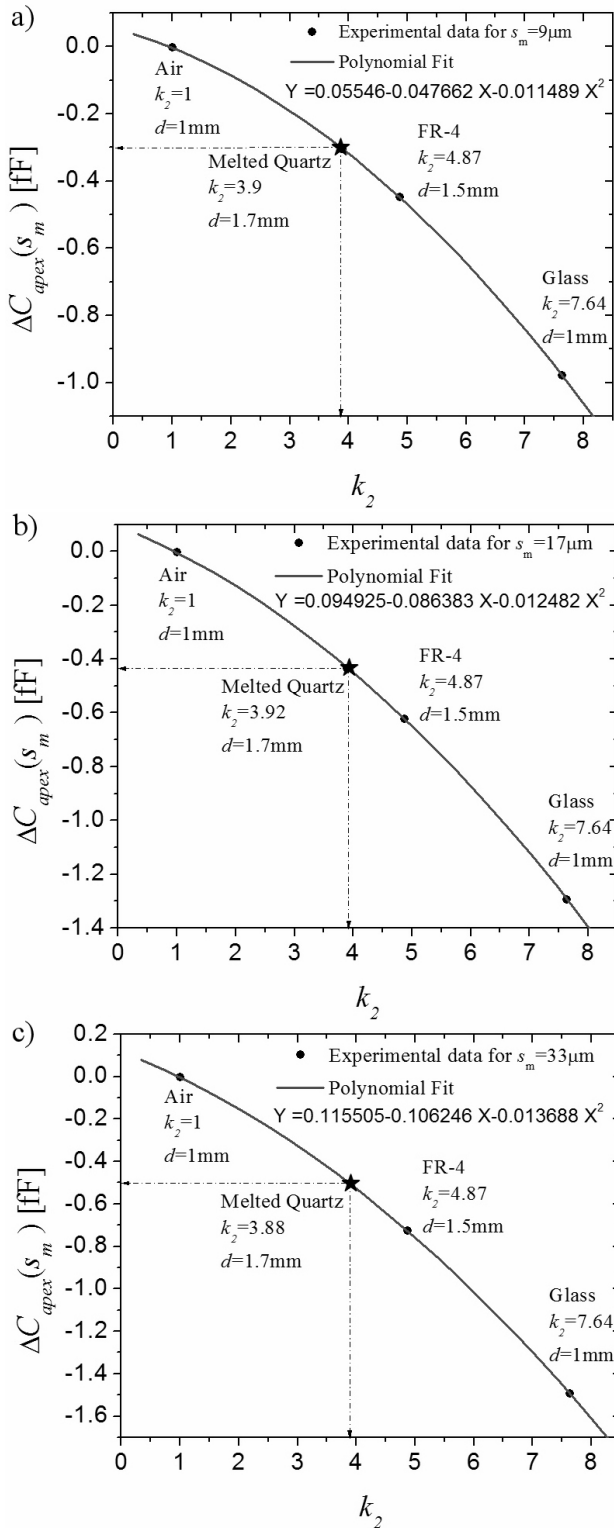 a)
Experimental data for sₘ=9μm
Polynomial Fit
Y =0.05546-0.047662 X-0.011489 X²
Air
k₂=1
d=1mm
Melted Quartz
k₂=3.9
d=1.7mm
FR-4
k₂=4.87
d=1.5mm
Glass
k₂=7.64
d=1mm
ΔC_apex(sₘ) [fF]
0.0
-0.2
-0.4
-0.6
-0.8
-1.0
0 1 2 3 4 5 6 7 8
k₂
b)
Experimental data for sₘ=17μm
Polynomial Fit
Y =0.094925-0.086383 X-0.012482 X²
Air
k₂=1
d=1mm
Melted Quartz
k₂=3.92
d=1.7mm
FR-4
k₂=4.87
d=1.5mm
Glass
k₂=7.64
d=1mm
ΔC_apex(sₘ) [fF]
0.0
-0.2
-0.4
-0.6
-0.8
-1.0
-1.2
-1.4
0 1 2 3 4 5 6 7 8
k₂
c)
Experimental data for sₘ=33μm
Polynomial Fit
Y =0.115505-0.106246 X-0.013688 X²
Air
k₂=1
d=1mm
Melted Quartz
k₂=3.88
d=1.7mm
FR-4
k₂=4.87
d=1.5mm
Glass
k₂=7.64
d=1mm
ΔC_apex(sₘ) [fF]
0.2
0.0
-0.2
-0.4
-0.6
-0.8
-1.0
-1.2
-1.4
-1.6
0 1 2 3 4 5 6 7 8
k₂